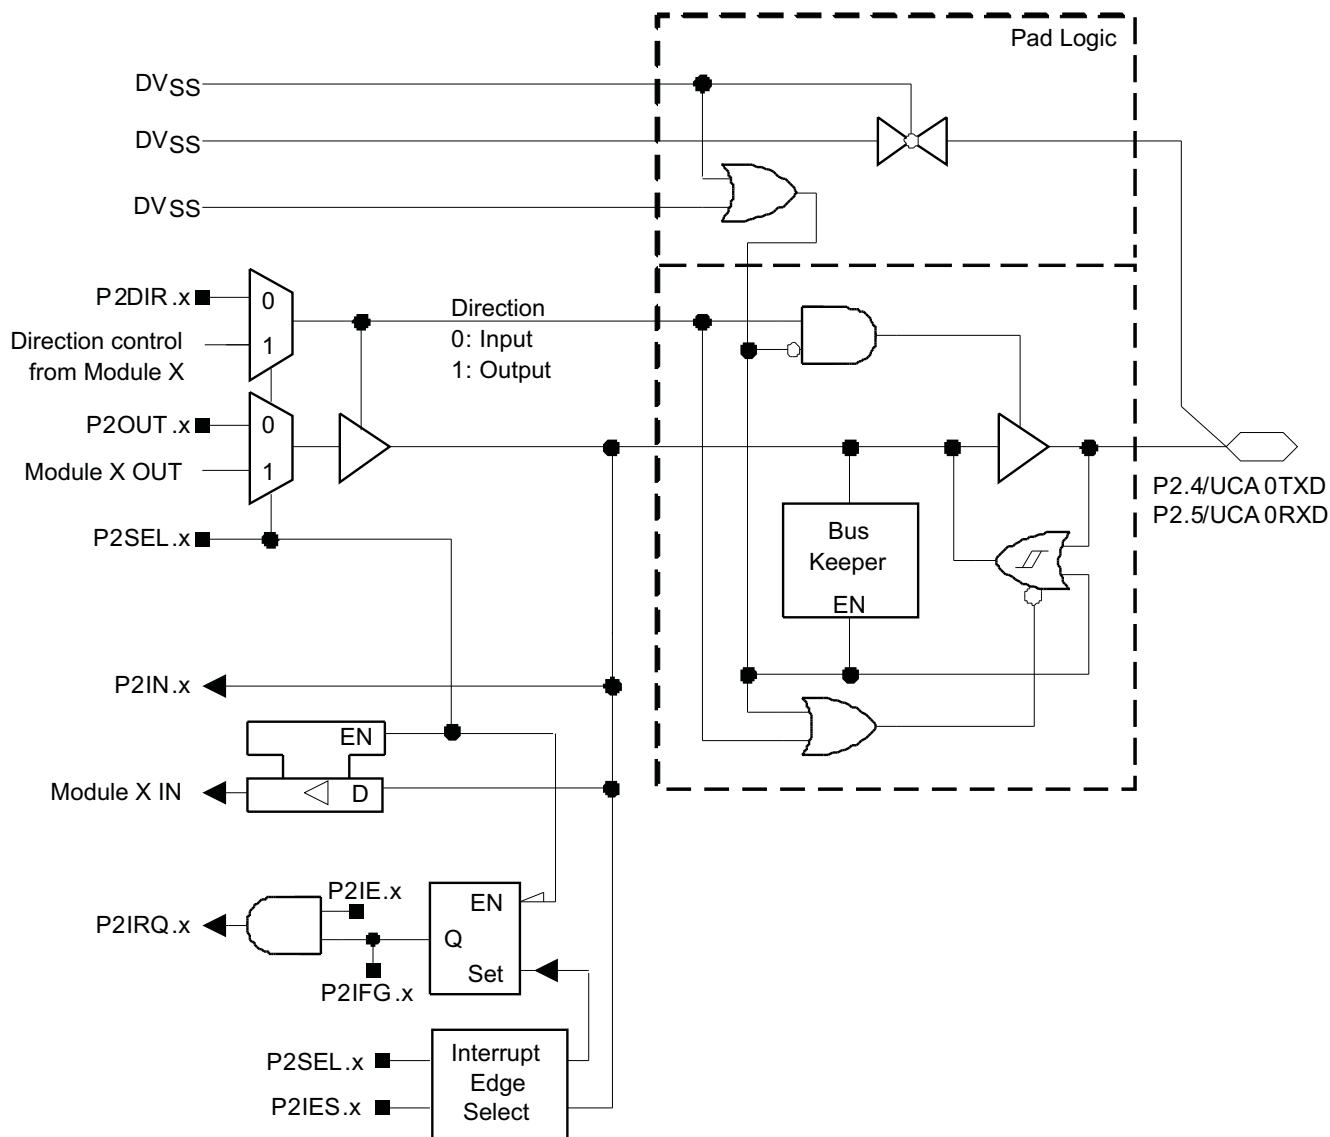 Pad Logic
DVSS
DVSS
DVSS
P2DIR.x
0
Direction
0: Input
1: Output
Direction control
from Module X
1
P2OUT.x
0
Module X OUT
1
P2.4/UCA0TXD
P2.5/UCA0RXD
P2SEL.x
Bus
Keeper
EN
P2IN.x
EN
Module X IN
D
P2IE.x
EN
P2IRQ.x
Q
Set
P2IFG.x
P2SEL.x
Interrupt
Edge
Select
P2IES.x